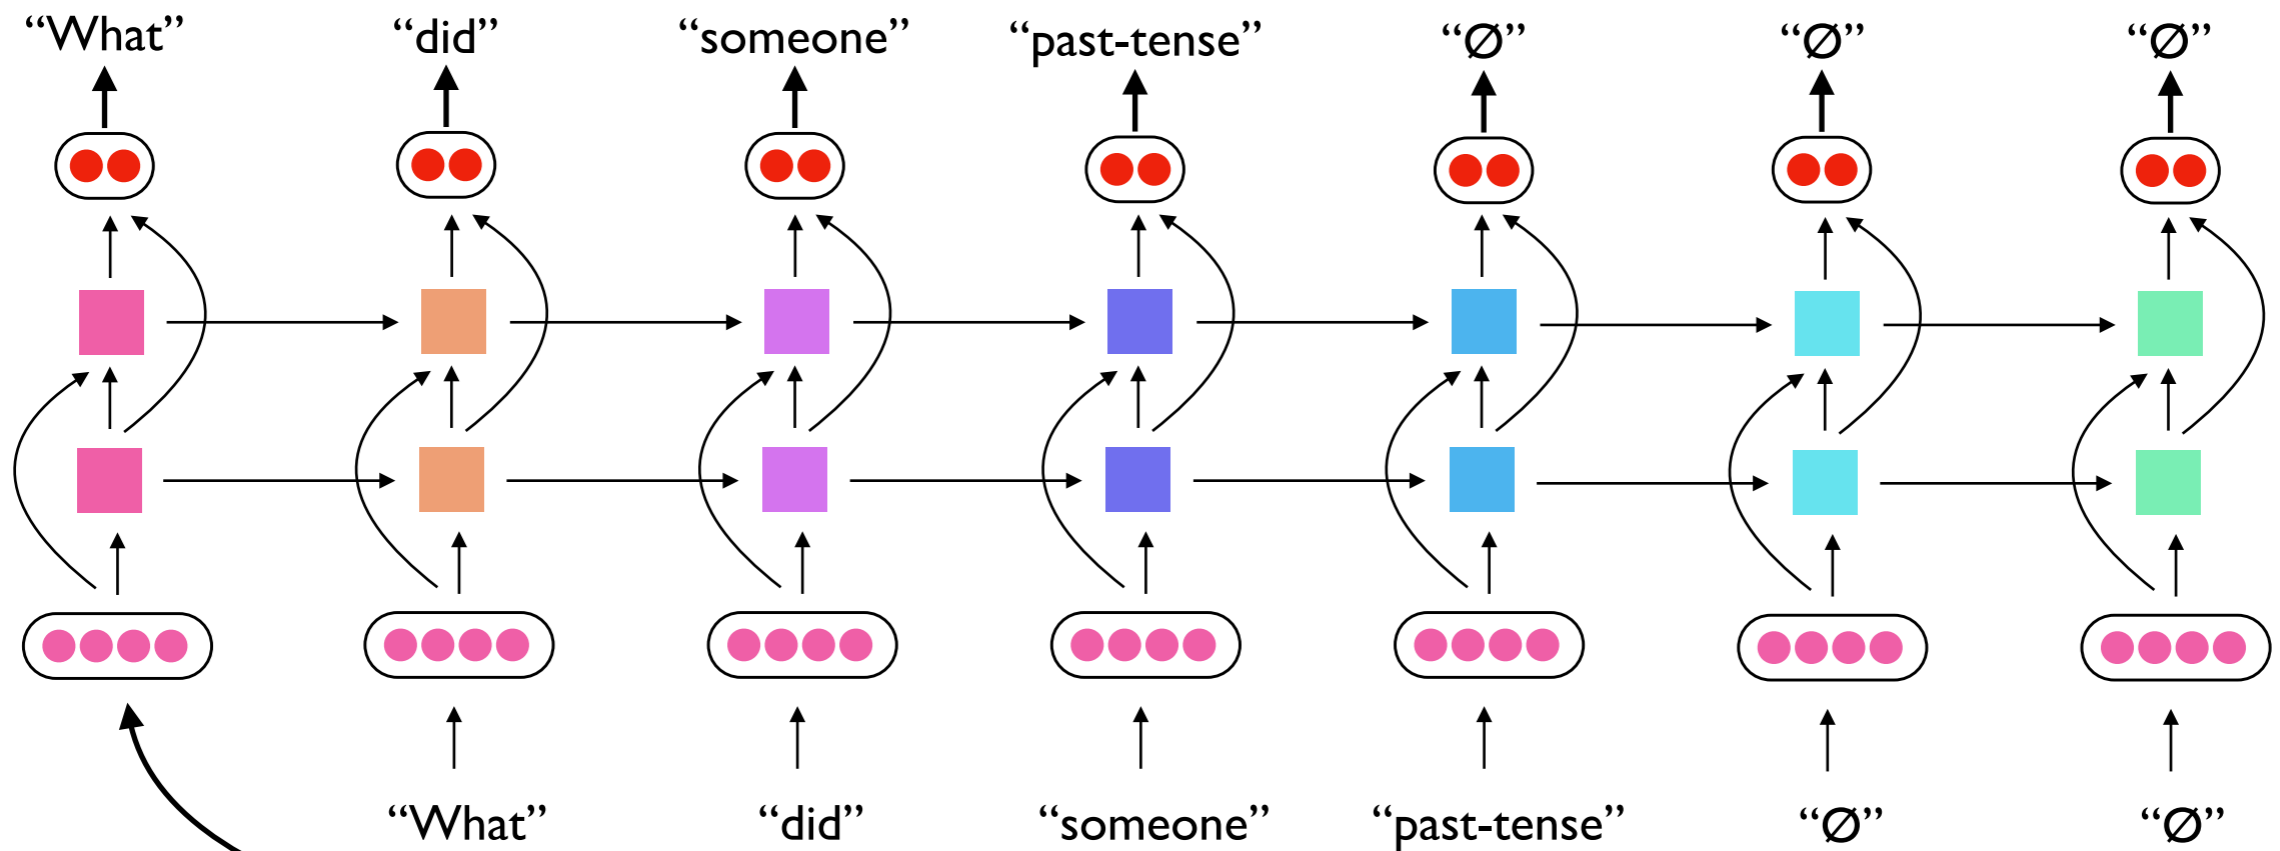 “What” “did” “someone” “past-tense” “Ø” “Ø” “Ø”
“What” “did” “someone” “past-tense” “Ø” “Ø”